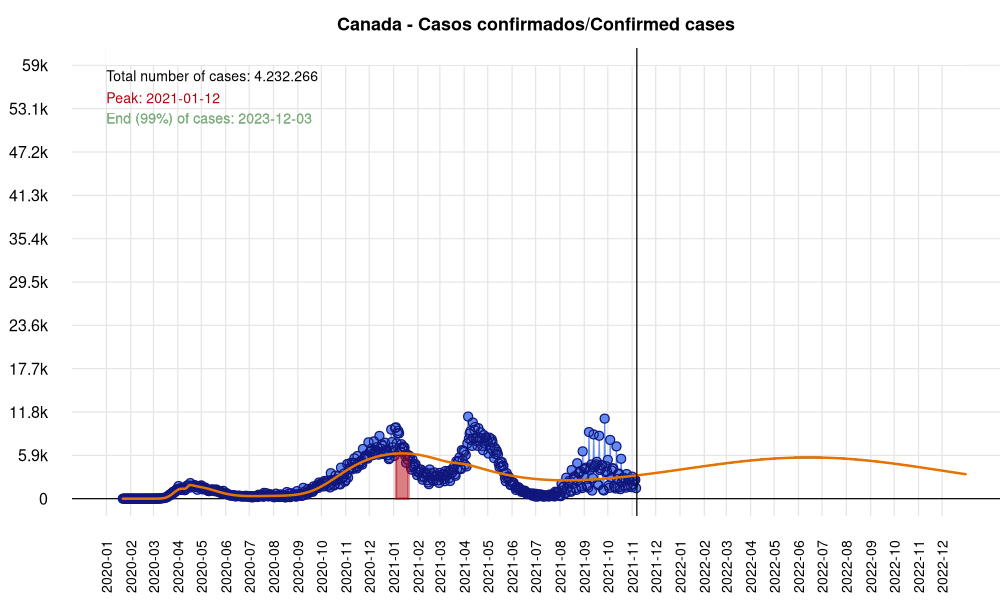 Canada - Casos confirmados/Confirmed cases
Total number of cases: 4.232.266
Peak: 2021-01-12
End (99%) of cases: 2023-12-03
59k
53.1k
47.2k
41.3k
35.4k
29.5k
23.6k
17.7k
11.8k
5.9k
0
2020-01
2020-02
2020-03
2020-04
2020-05
2020-06
2020-07
2020-08
2020-09
2020-10
2020-11
2020-12
2021-01
2021-02
2021-03
2021-04
2021-05
2021-06
2021-07
2021-08
2021-09
2021-10
2021-11
2021-12
2022-01
2022-02
2022-03
2022-04
2022-05
2022-06
2022-07
2022-08
2022-09
2022-10
2022-11
2022-12